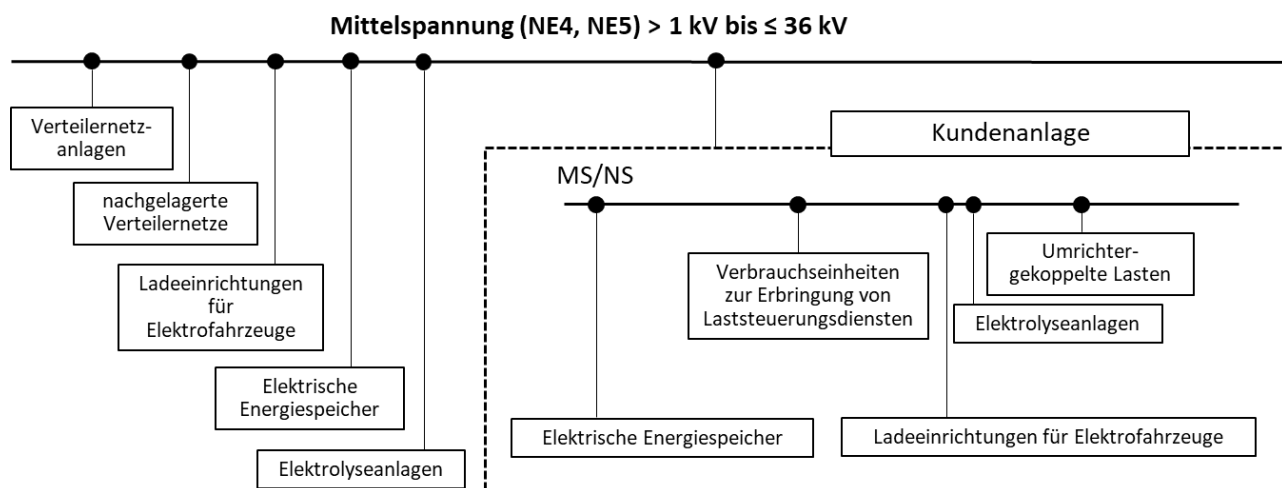 Mittelspannung (NE4, NE5) > 1 kV bis ≤ 36 kV
Verteilernetz-
anlagen
nachgelagerte
Verteilernetze
Ladeeinrichtungen
für
Elektrofahrzeuge
Elektrische
Energiespeicher
Elektrolyseanlagen
Kundenanlage
MS/NS
Elektrische Energiespeicher
Verbrauchseinheiten
zur Erbringung von
Laststeuerungsdiensten
Ladeeinrichtungen für Elektrofahrzeuge
Elektrolyseanlagen
Umrichter-
gekoppelte Lasten